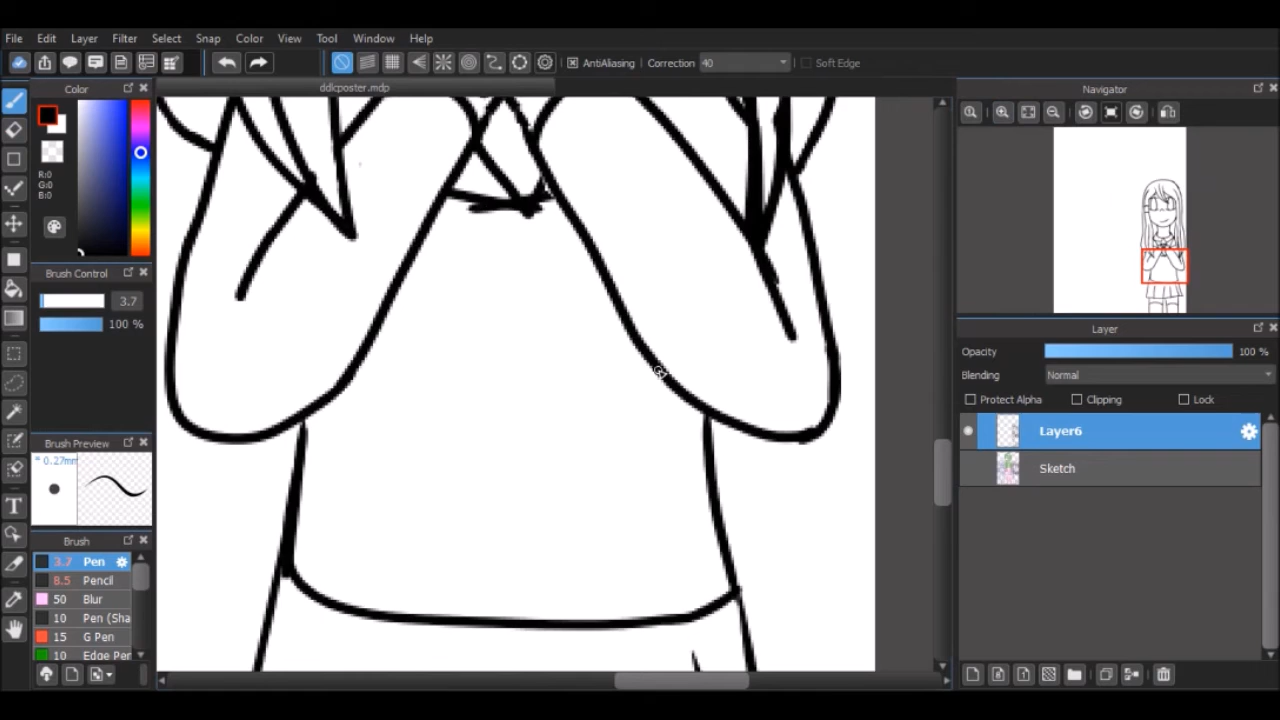 File Edit Layer Filter Select Snap Color View Tool Window Help
AntiAliasing Correction 40 Soft Edge
ddlcposter.mdp
Color
R:0
G:0
B:0
Brush Control
3.7
100 %
Brush Preview
* 0.27mm
Brush
3.7 Pen
8.5 Pencil
50 Blur
10 Pen (Sha
15 G Pen
10 Edge Pen
Navigator
Layer
Opacity 100 %
Blending Normal
Protect Alpha Clipping Lock
Layer6
Sketch